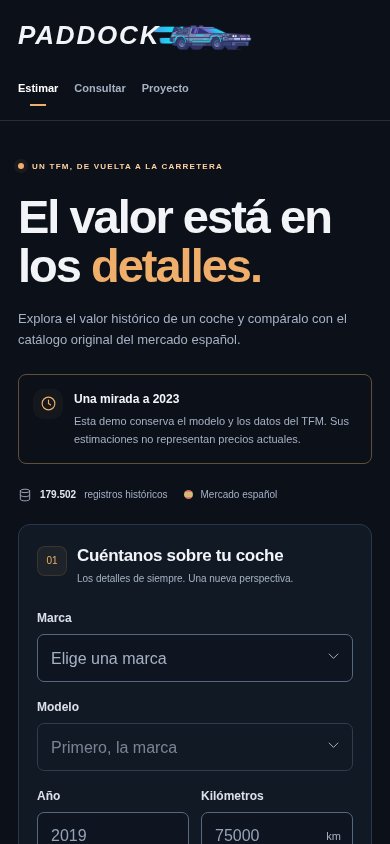 PADDOCK
Estimar Consultar Proyecto
UN TFM, DE VUELTA A LA CARRETERA
El valor está en
los detalles.
Explora el valor histórico de un coche y compáralo con el
catálogo original del mercado español.
Una mirada a 2023
Esta demo conserva el modelo y los datos del TFM. Sus
estimaciones no representan precios actuales.
179.502 registros históricos Mercado español
01 Cuéntanos sobre tu coche
Los detalles de siempre. Una nueva perspectiva.
Marca
Elige una marca
Modelo
Primero, la marca
Año Kilómetros
2019 75000 km